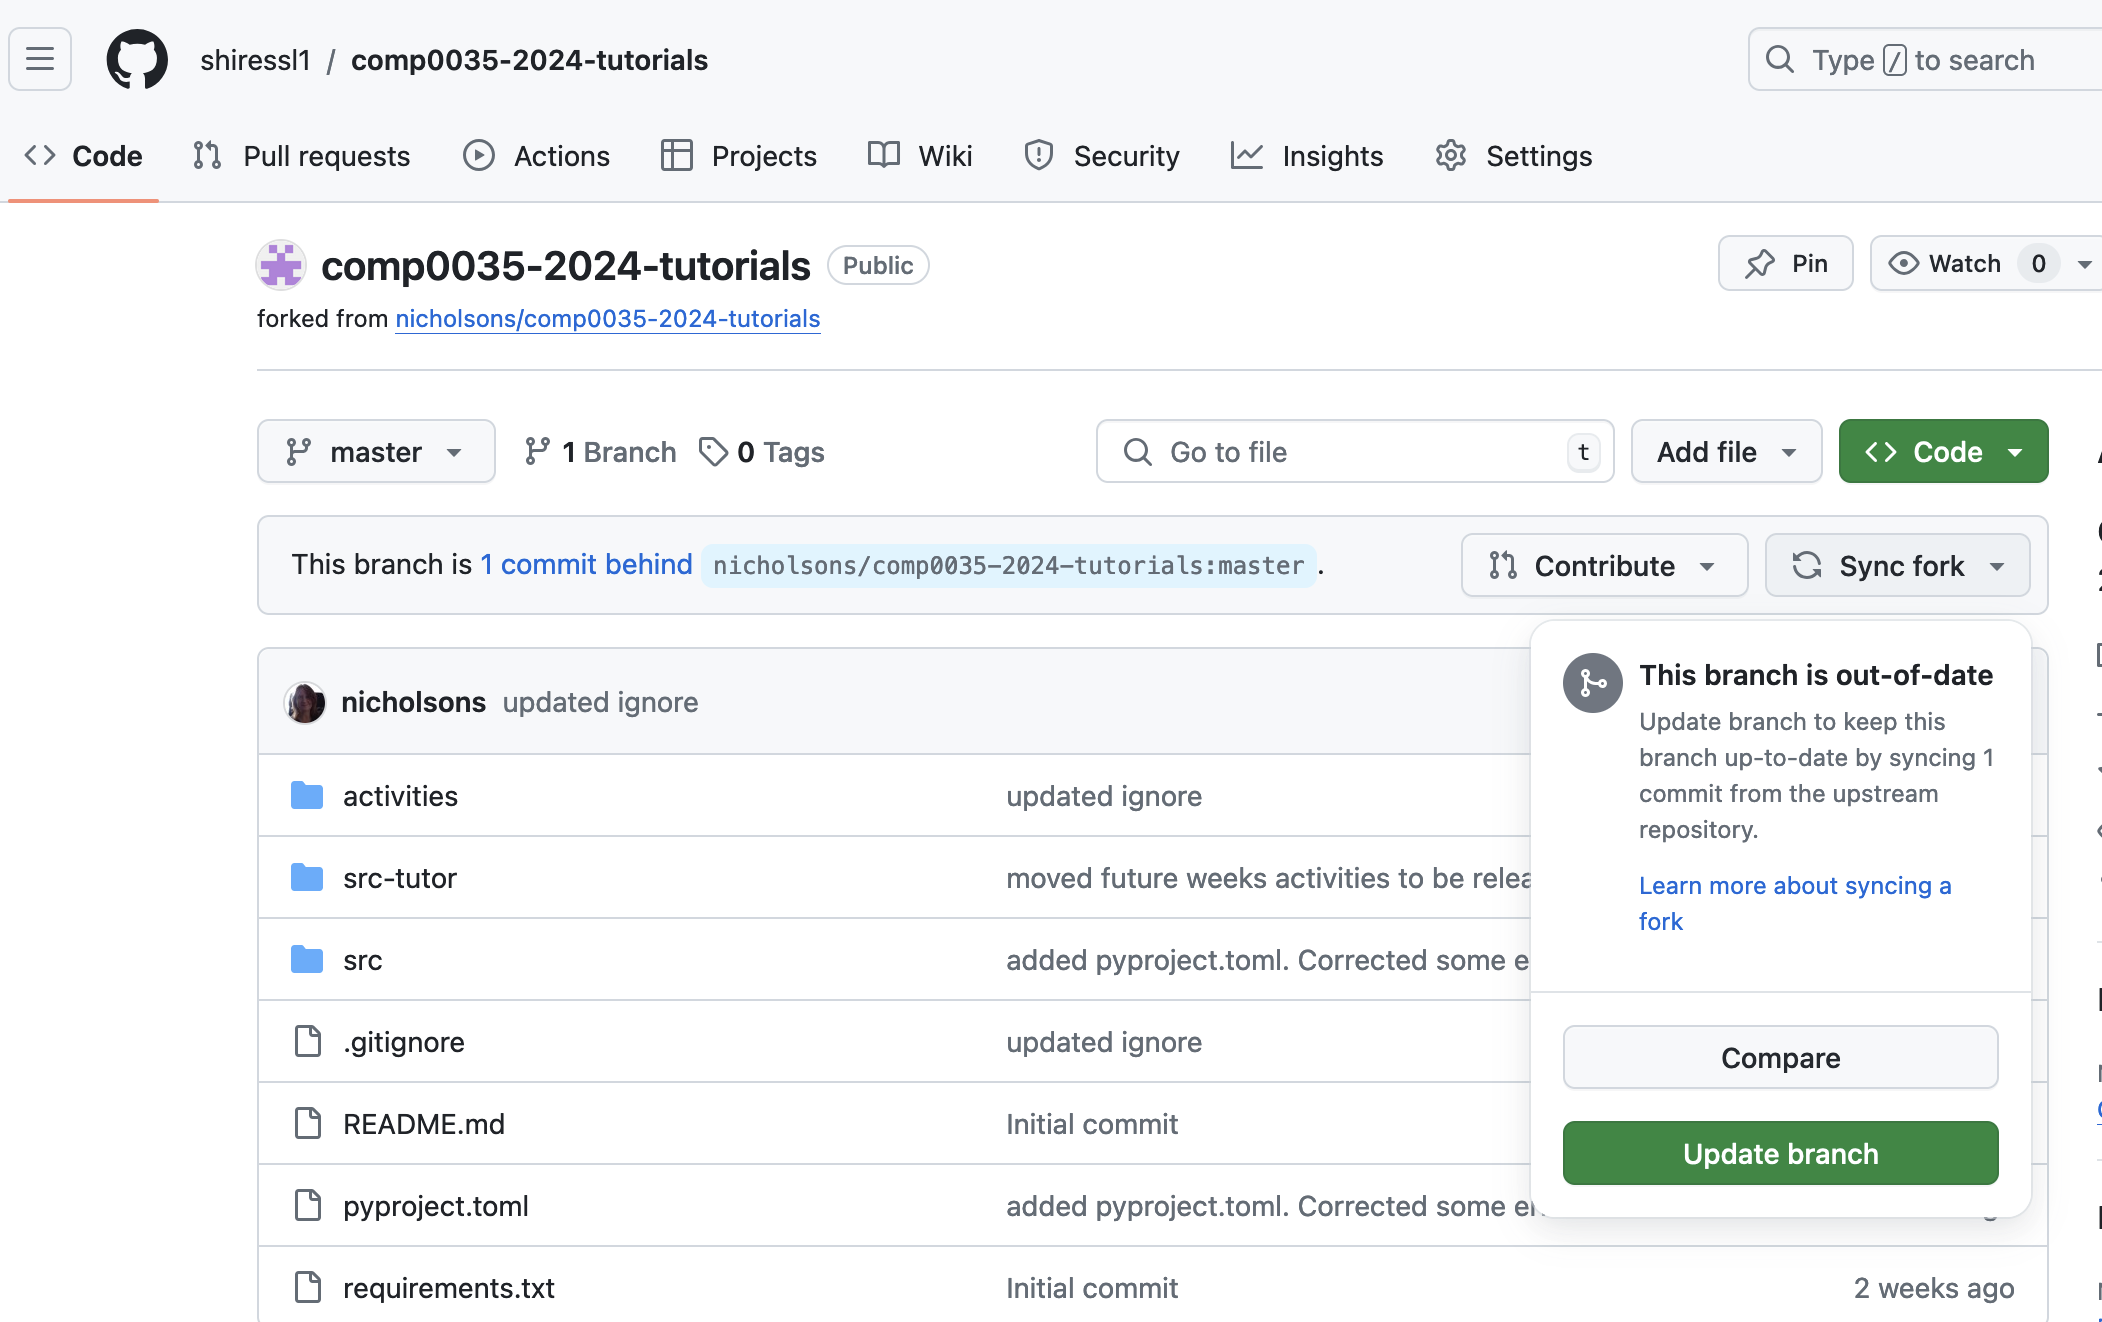 shiressl1 / comp0035-2024-tutorials
Type / to search
Code Pull requests Actions Projects Wiki Security Insights Settings
comp0035-2024-tutorials Public
Pin Watch 0
forked from nicholsons/comp0035-2024-tutorials
master 1 Branch 0 Tags
Go to file t Add file Code
This branch is 1 commit behind nicholsons/comp0035-2024-tutorials:master .
Contribute Sync fork
nicholsons updated ignore
activities updated ignore
src-tutor moved future weeks activities to be
src added pyproject.toml. Corrected some
.gitignore updated ignore
README.md Initial commit
pyproject.toml added pyproject.toml. Corrected some
requirements.txt Initial commit 2 weeks ago
This branch is out-of-date
Update branch to keep this
branch up-to-date by syncing 1
commit from the upstream
repository.
Learn more about syncing a
fork
Compare
Update branch